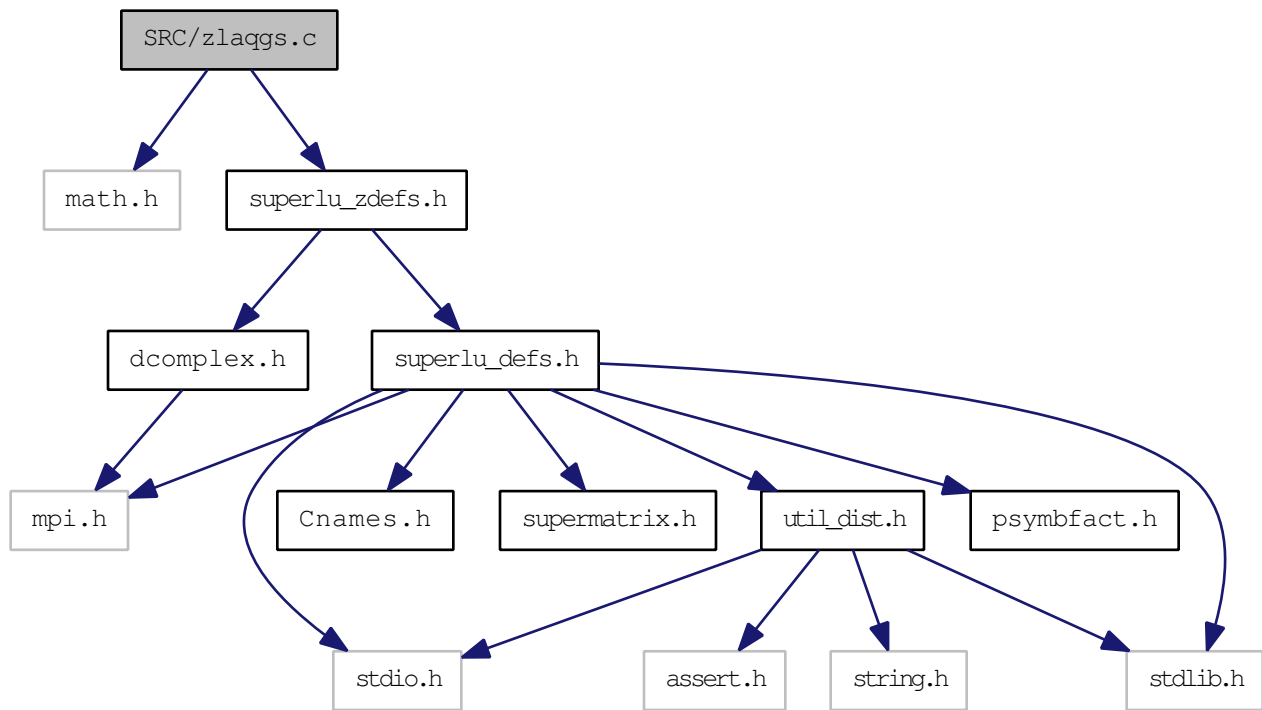 SRC/zlaqgs.c
math.h
superlu_zdefs.h
dcomplex.h
superlu_defs.h
mpi.h
Cnames.h
supermatrix.h
util_dist.h
psymbfact.h
stdio.h
assert.h
string.h
stdlib.h